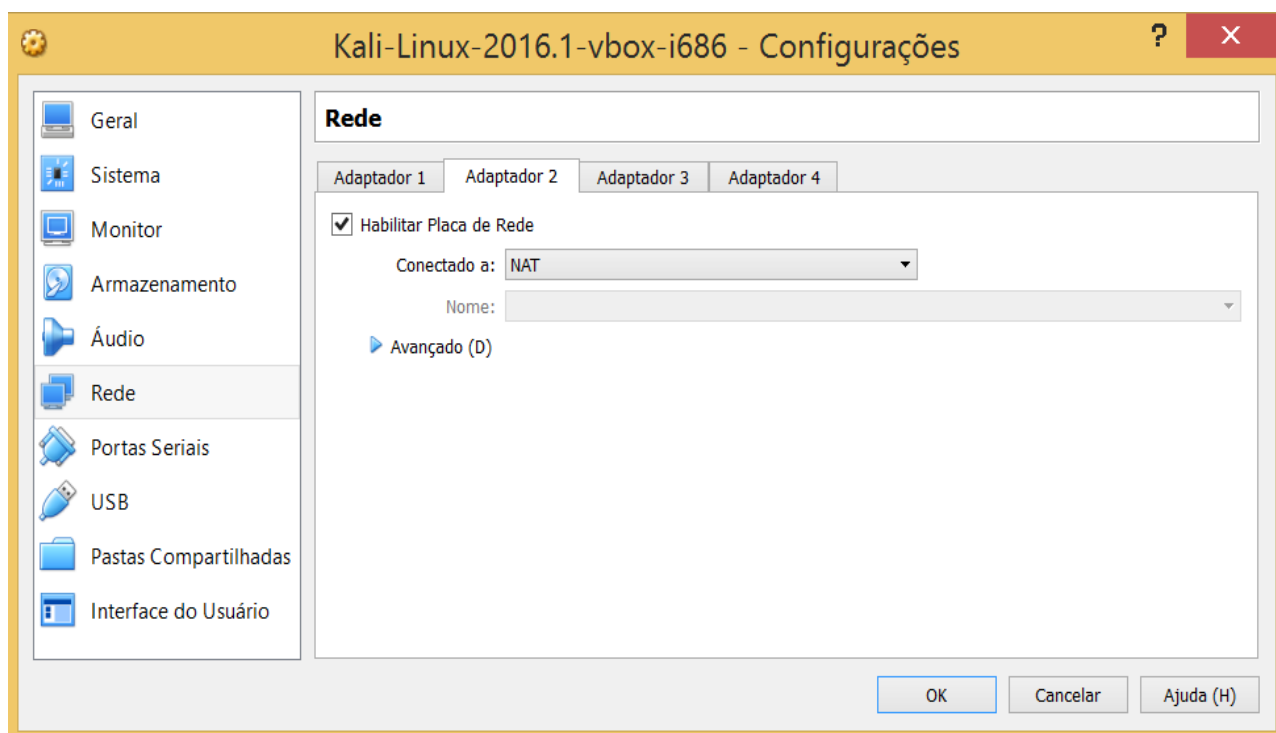 Kali-Linux-2016.1-vbox-i686 - Configurações
?
X
Geral
Sistema
Monitor
Armazenamento
Áudio
Rede
Portas Seriais
USB
Pastas Compartilhadas
Interface do Usuário
Rede
Adaptador 1 Adaptador 2 Adaptador 3 Adaptador 4
Habilitar Placa de Rede
Conectado a: NAT
Nome:
Avançado (D)
OK Cancelar Ajuda (H)